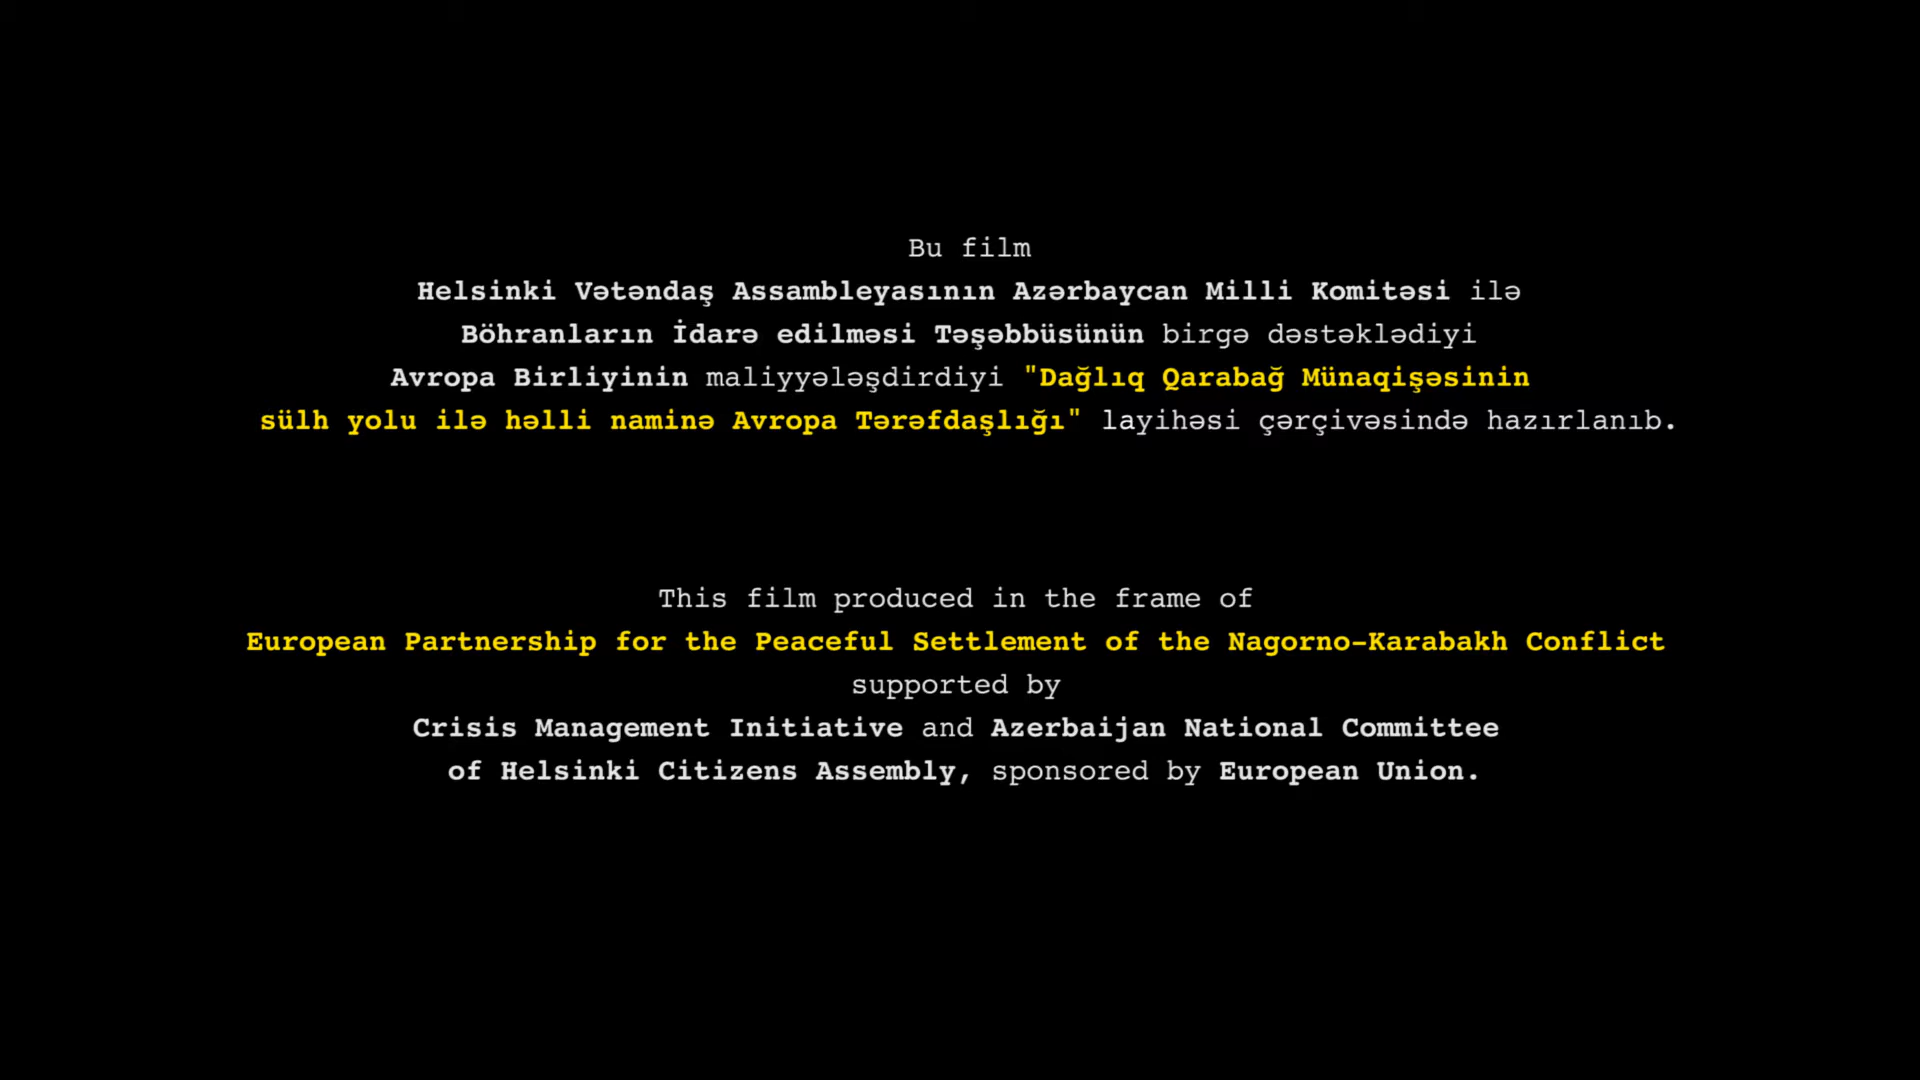 Bu film
Helsinki Vətəndaş Assambleyasının Azərbaycan Milli Komitəsi ilə
Böhranların İdarə edilməsi Təşəbbüsünün birgə dəstəklədiyi
Avropa Birliyinin maliyyələşdirdiyi "Dağlıq Qarabağ Münaqişəsinin
sülh yolu ilə həlli naminə Avropa Tərəfdaşlığı" layihəsi çərçivəsində hazırlanıb.
This film produced in the frame of
European Partnership for the Peaceful Settlement of the Nagorno-Karabakh Conflict
supported by
Crisis Management Initiative and Azerbaijan National Committee
of Helsinki Citizens Assembly, sponsored by European Union.